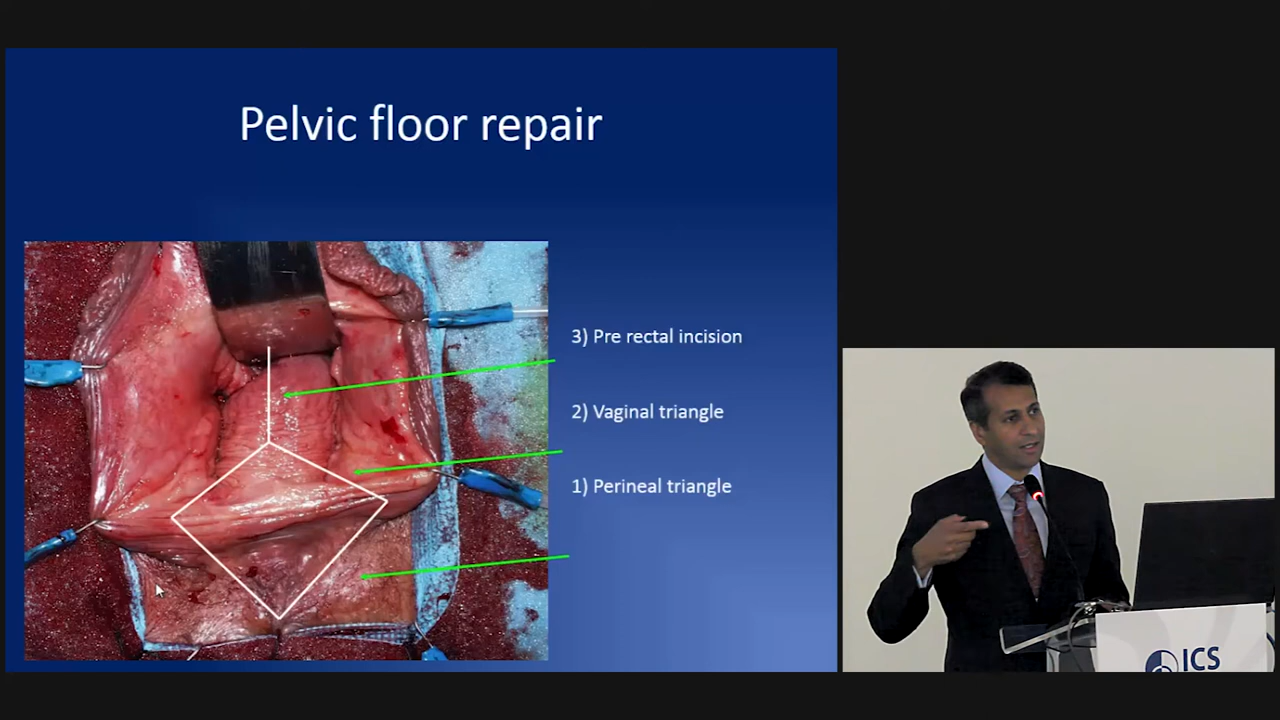 Pelvic floor repair
3) Pre rectal incision
2) Vaginal triangle
1) Perineal triangle
ICS